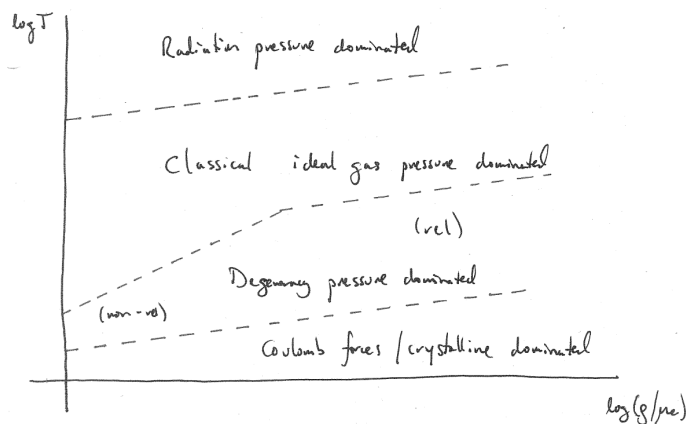 log T
Radiation pressure dominated
Classical ideal gas pressure dominated
(rel)
Degeneracy pressure dominated
(non-rel)
Coulomb forces / crystalline dominated
log(ρ/μe)